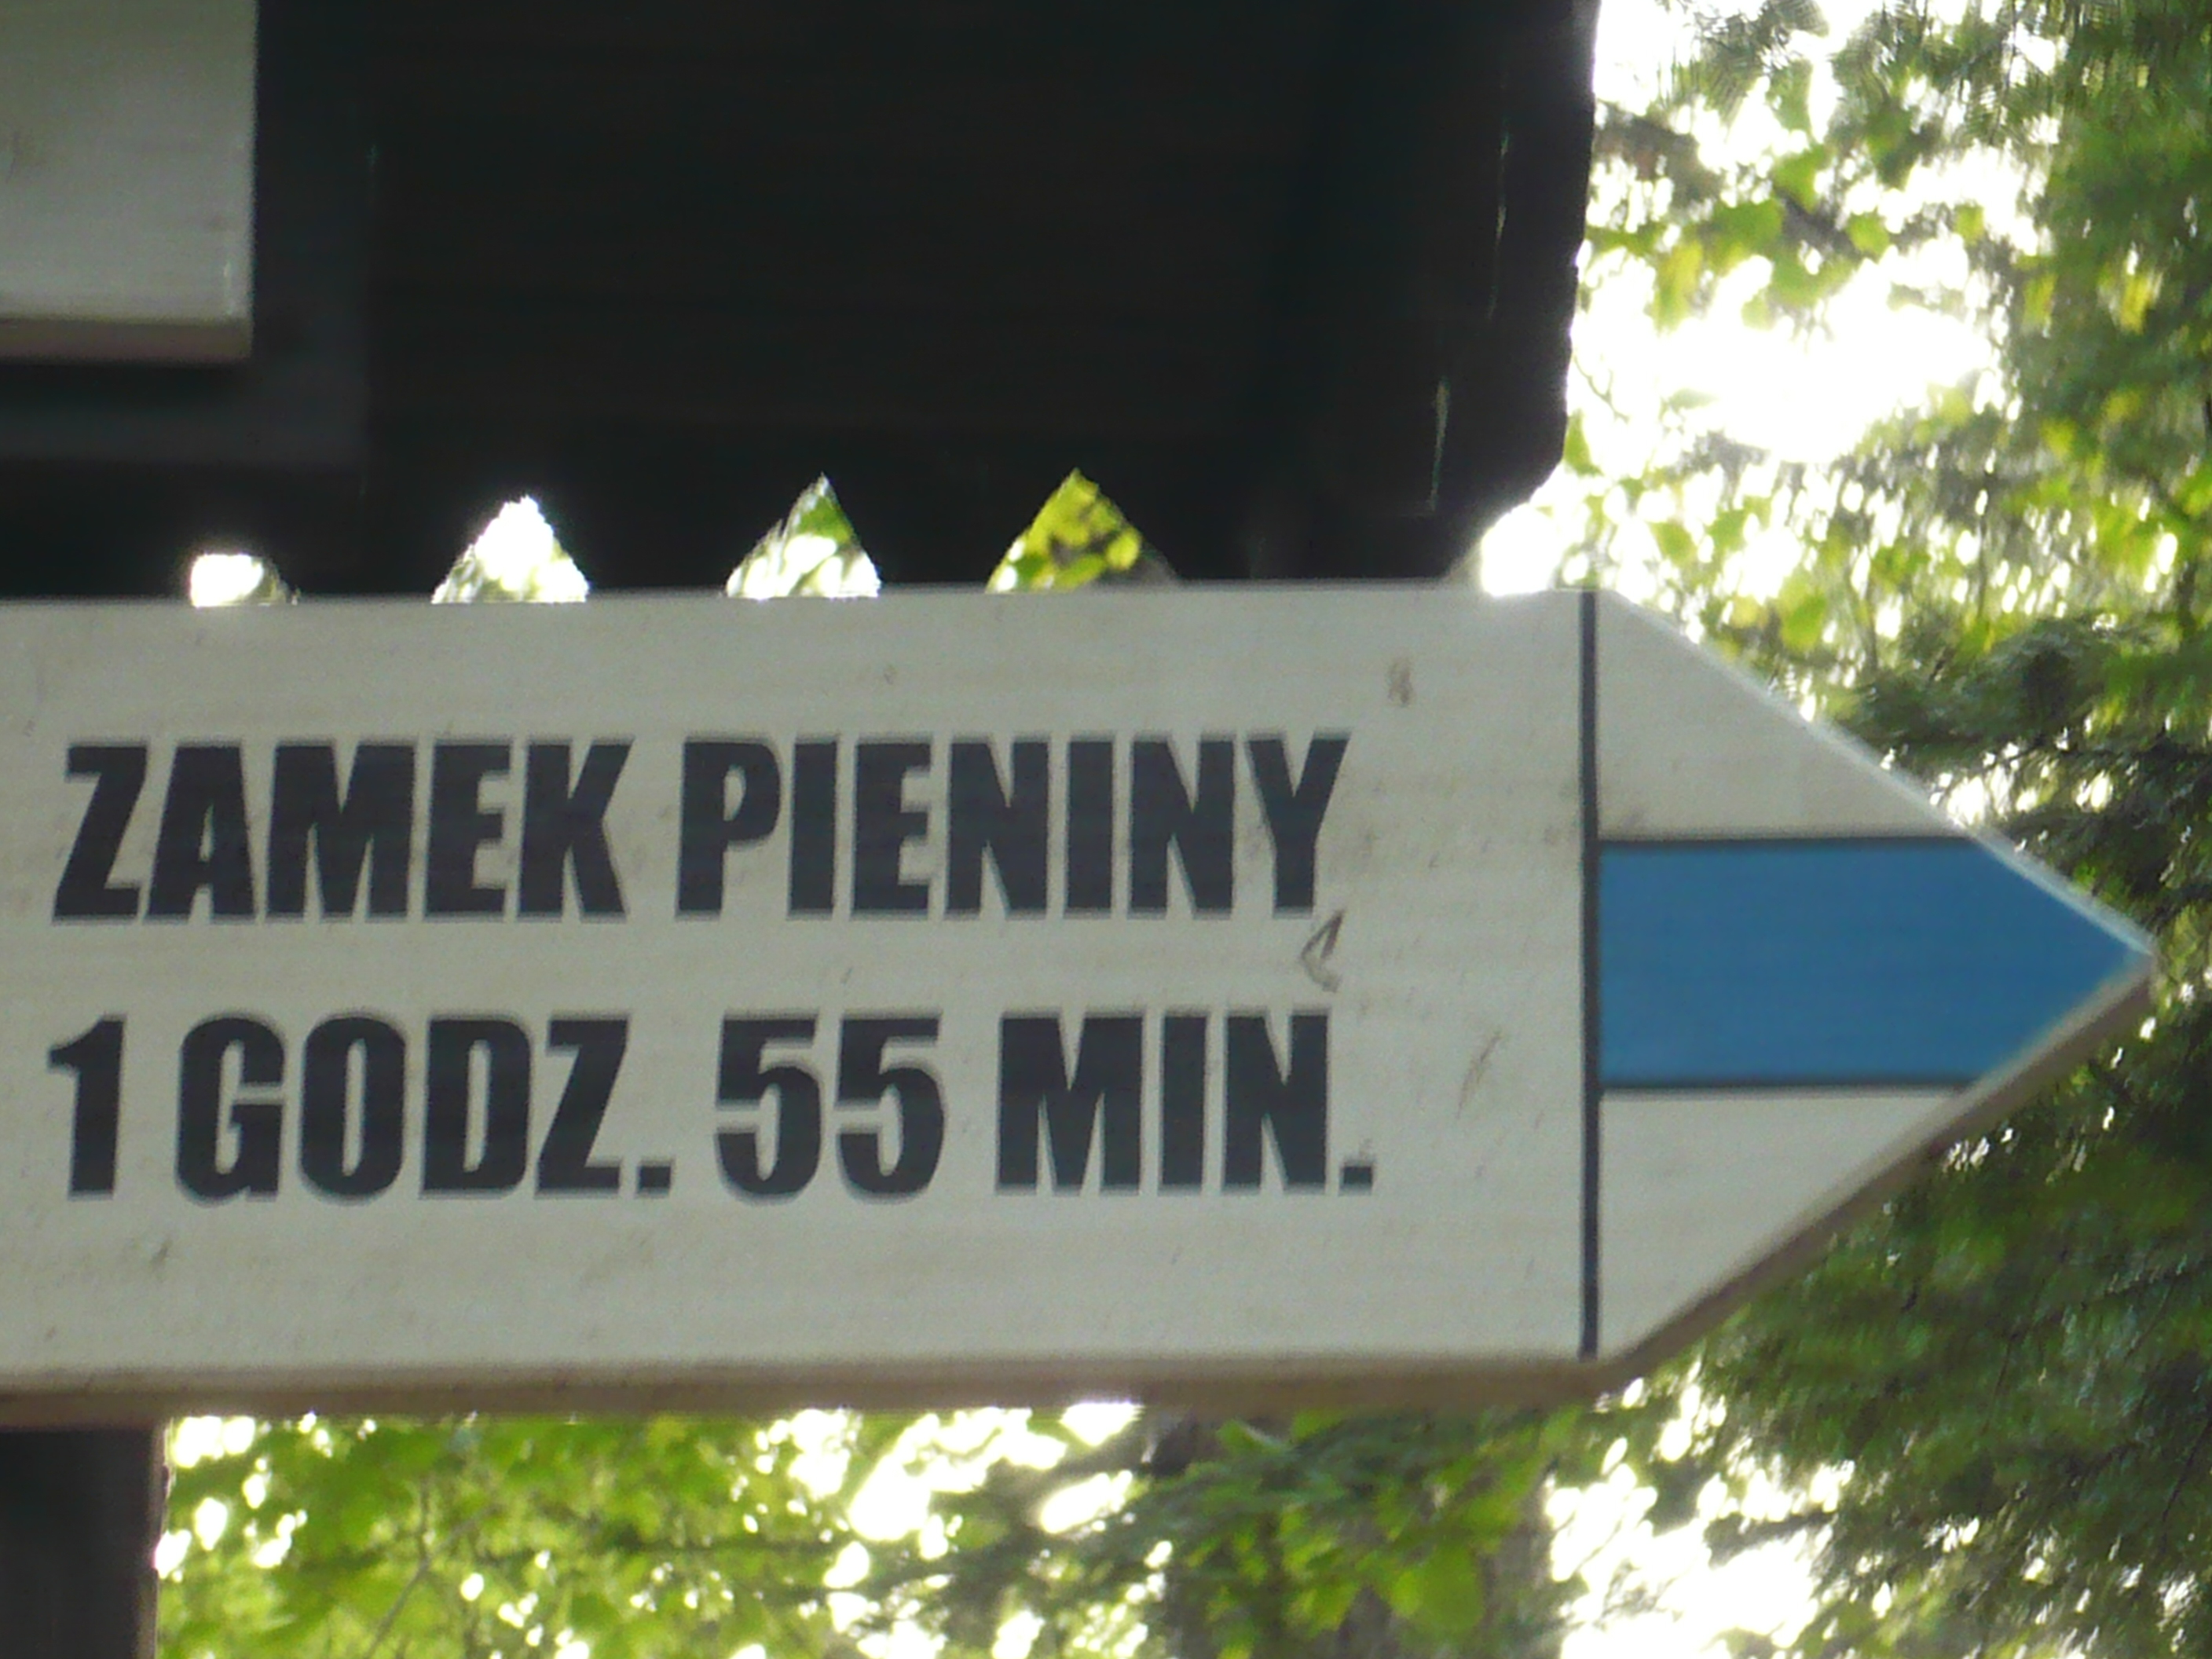 ZAMEK PIENINY
1 GODZ. 55 MIN.